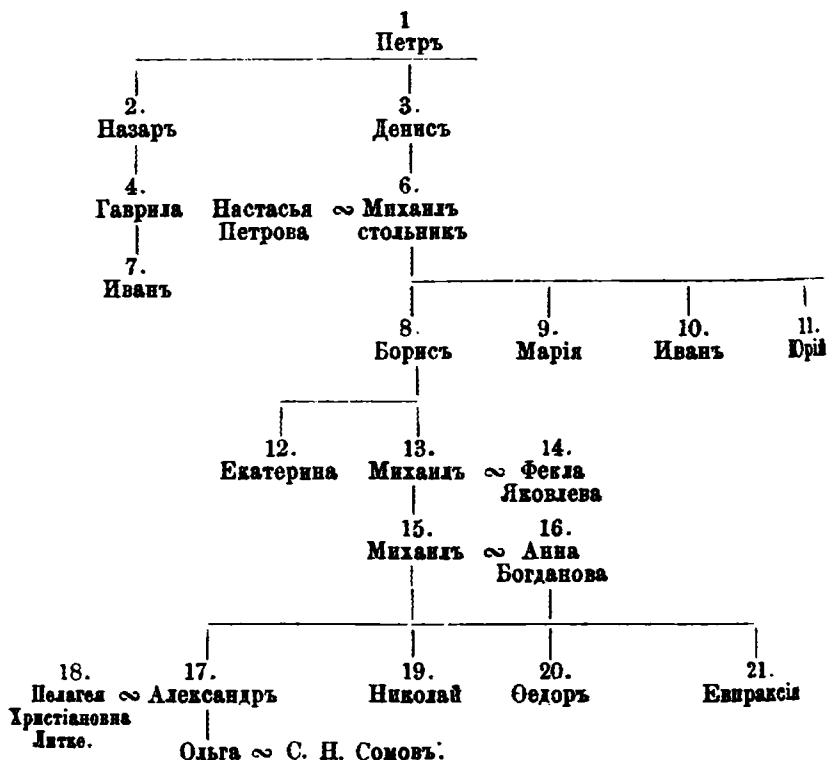 1
Петръ
2. 3.
Назаръ Денисъ
4. 6.
Гаврила Настасья ∾ Михаилъ
Петрова стольникъ
7.
Иванъ
8. 9. 10. 11.
Борисъ Марія Иванъ Юрій
12. 13. 14.
Екатерина Михаилъ ∾ Фекла
Яковлева
15. 16.
Михаилъ ∾ Анна
Богданова
18. 17. 19. 20. 21.
Пелагея ∾ Александръ Николай Ѳедоръ Евпраксія
Христіановна
Литке.
Ольга ∾ С. Н. Сомовъ.